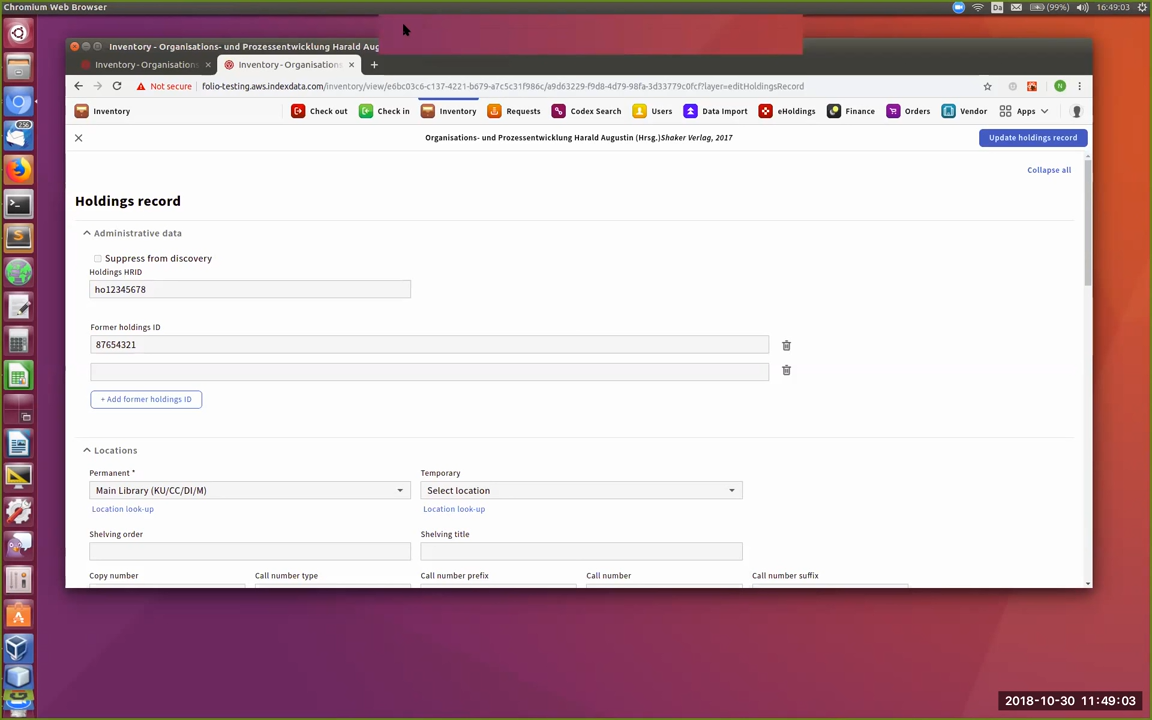 Chromium Web Browser
Da
(99%)
16:49:03
Inventory - Organisations- und Prozessentwicklung Harald Aug
Inventory - Organisations
Inventory - Organisations
Not secure
folio-testing.aws.indexdata.com/inventory/view/e6bc03c6-c137-4221-b679-a7c5c31f986c/a9d63229-f9d8-4d79-98fa-3d33779c0fcf?layer=editHoldingsRecord
N
Inventory
Check out
Check in
Inventory
Requests
Codex Search
Users
Data Import
eHoldings
Finance
Orders
Vendor
Apps
Organisations- und Prozessentwicklung Harald Augustin (Hrsg.)Shaker Verlag, 2017
Update holdings record
Collapse all
Holdings record
Administrative data
Suppress from discovery
Holdings HRID
ho12345678
Former holdings ID
87654321
+ Add former holdings ID
Locations
Permanent *
Temporary
Main Library (KU/CC/DI/M)
Select location
Location look-up
Location look-up
Shelving order
Shelving title
Copy number
Call number type
Call number prefix
Call number
Call number suffix
2018-10-30 11:49:03